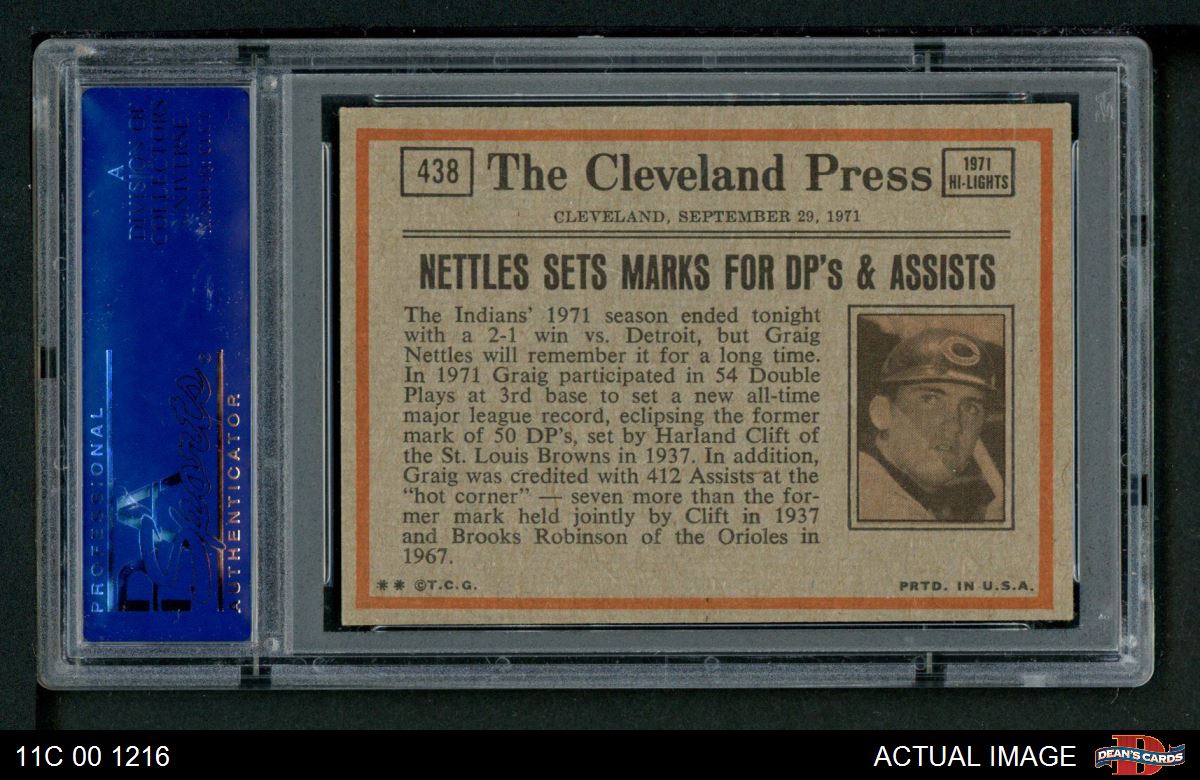 438
The Cleveland Press
1971
HI-LIGHTS
CLEVELAND, SEPTEMBER 29, 1971
NETTLES SETS MARKS FOR DP's & ASSISTS
The Indians' 1971 season ended tonight
with a 2-1 win vs. Detroit, but Graig
Nettles will remember it for a long time.
In 1971 Graig participated in 54 Double
Plays at 3rd base to set a new all-time
major league record, eclipsing the former
mark of 50 DP's, set by Harland Clift of
the St. Louis Browns in 1937. In addition,
Graig was credited with 412 Assists at the
"hot corner" — seven more than the for-
mer mark held jointly by Clift in 1937
and Brooks Robinson of the Orioles in
1967.
** ©T.C.G.
PRTD. IN U.S.A.
PROFESSIONAL
PSA
Sports
AUTHENTICATOR
A
DIVISION OF
COLLECTORS
UNIVERSE
11C 00 1216
ACTUAL IMAGE
D
DEAN'S CARDS